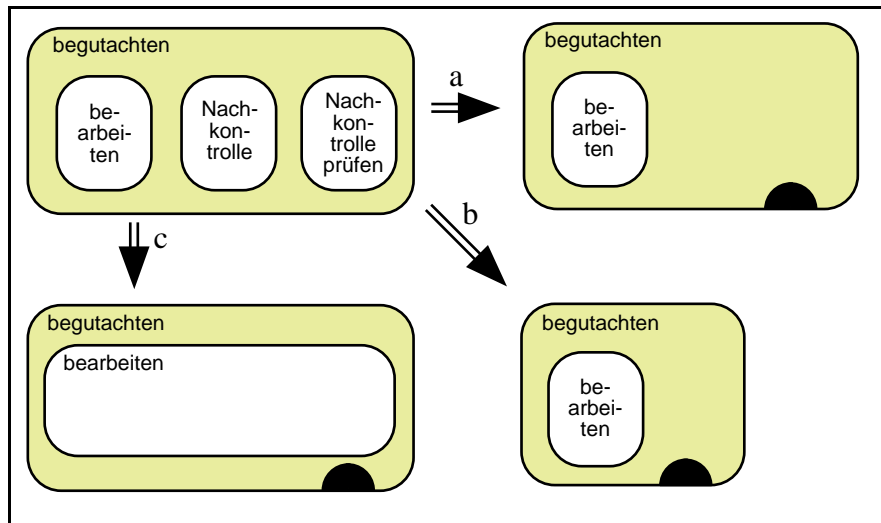 begutachten
be-
arbei-
ten
Nach-
kon-
trolle
Nach-
kon-
trolle
prüfen
a
begutachten
be-
arbei-
ten
b
c
begutachten
bearbeiten
begutachten
be-
arbei-
ten